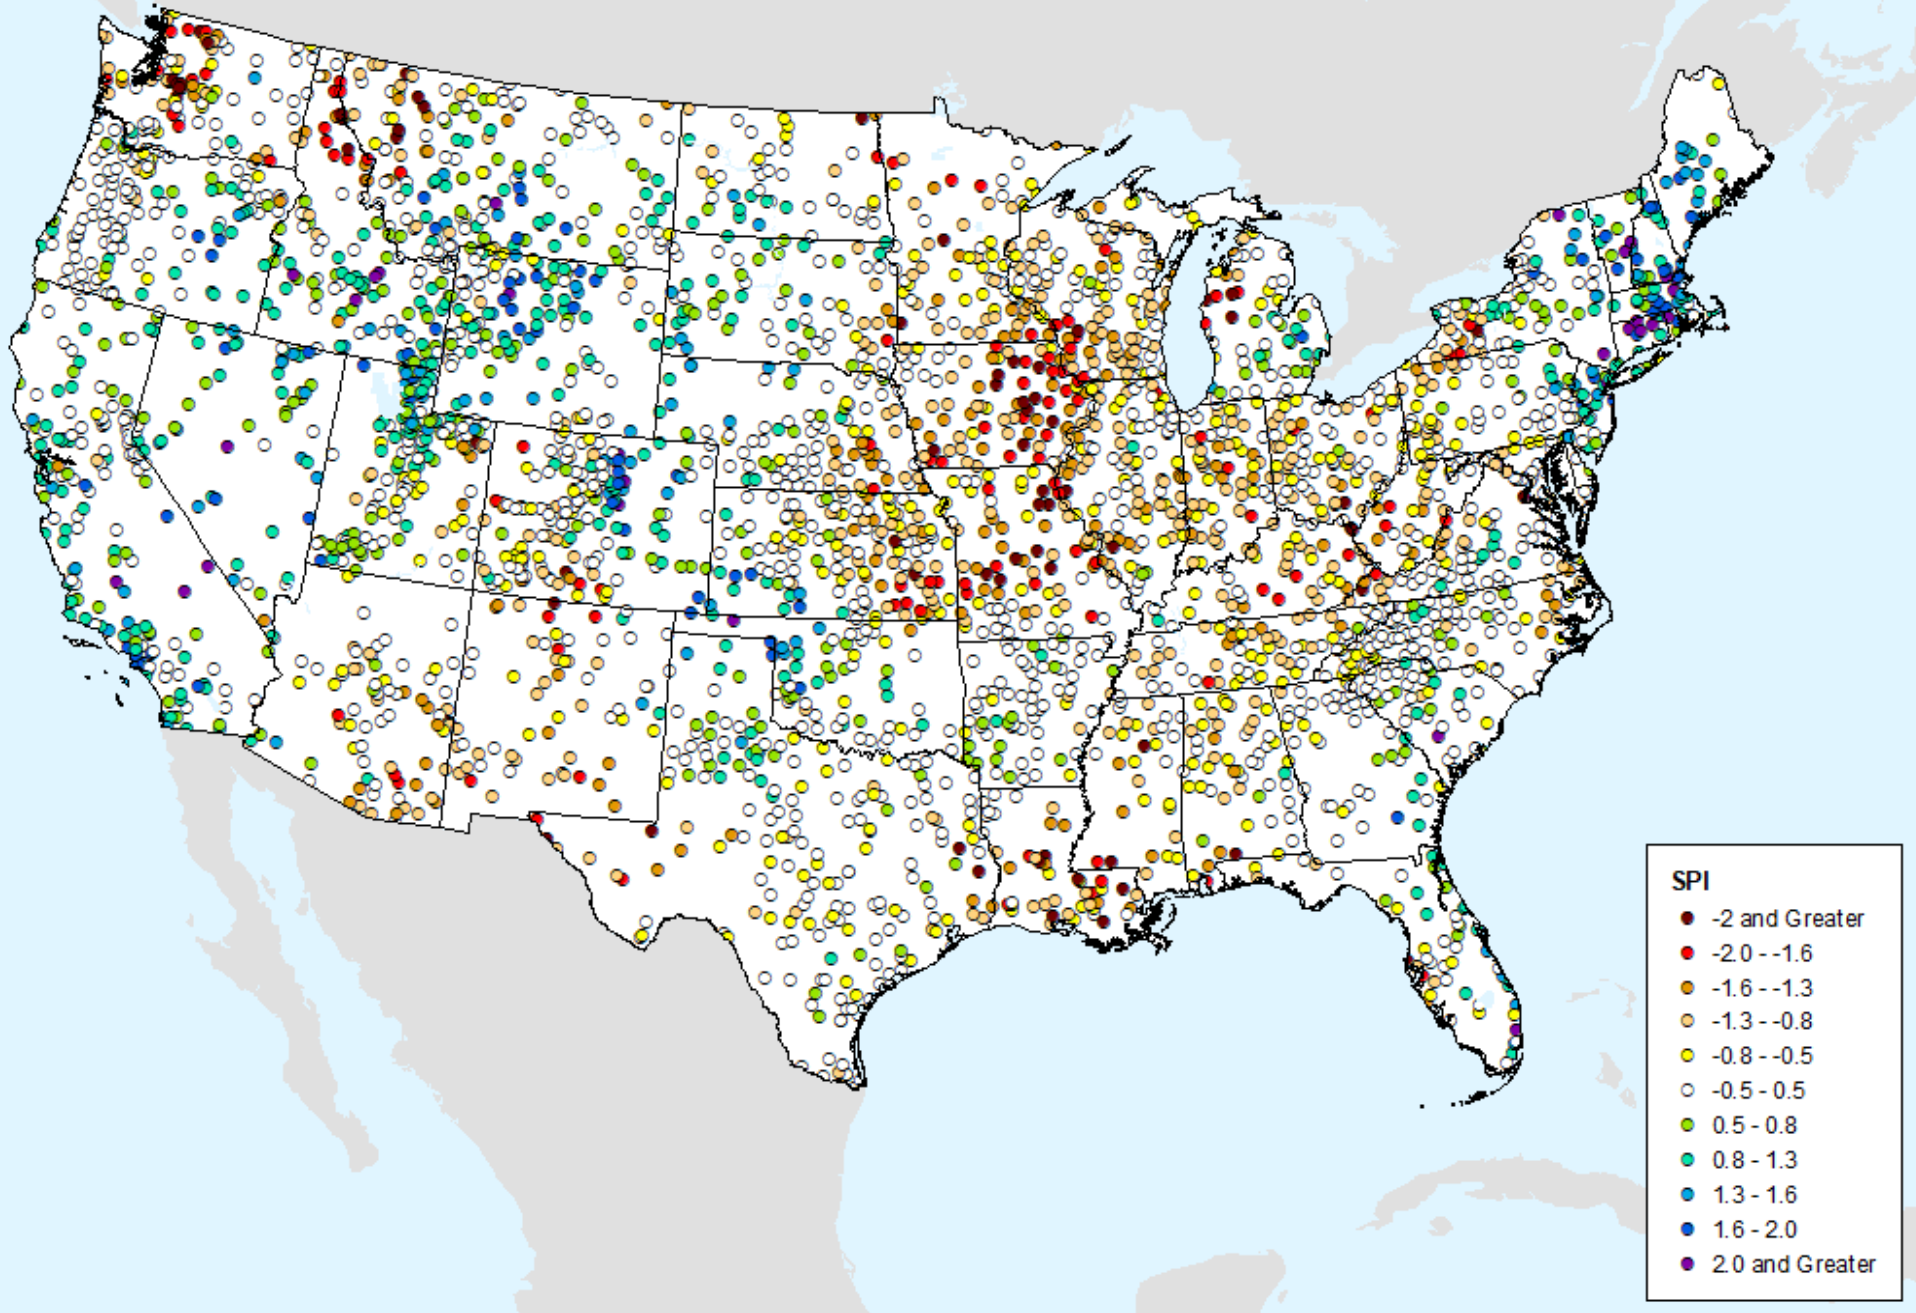 SPI
-2 and Greater
-2.0 - -1.6
-1.6 - -1.3
-1.3 - -0.8
-0.8 - -0.5
-0.5 - 0.5
0.5 - 0.8
0.8 - 1.3
1.3 - 1.6
1.6 - 2.0
2.0 and Greater